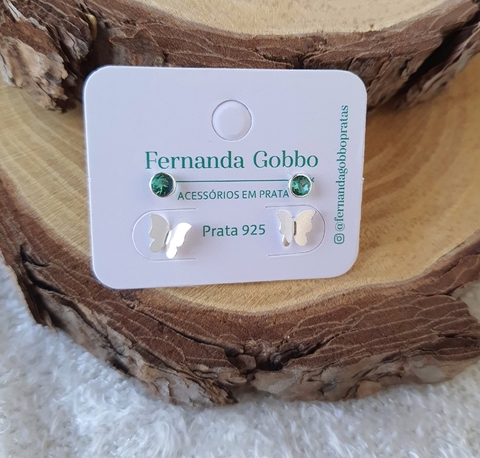 Fernanda Gobbo
ACESSÓRIOS EM PRATA
Prata 925
@fernandagobbopratas